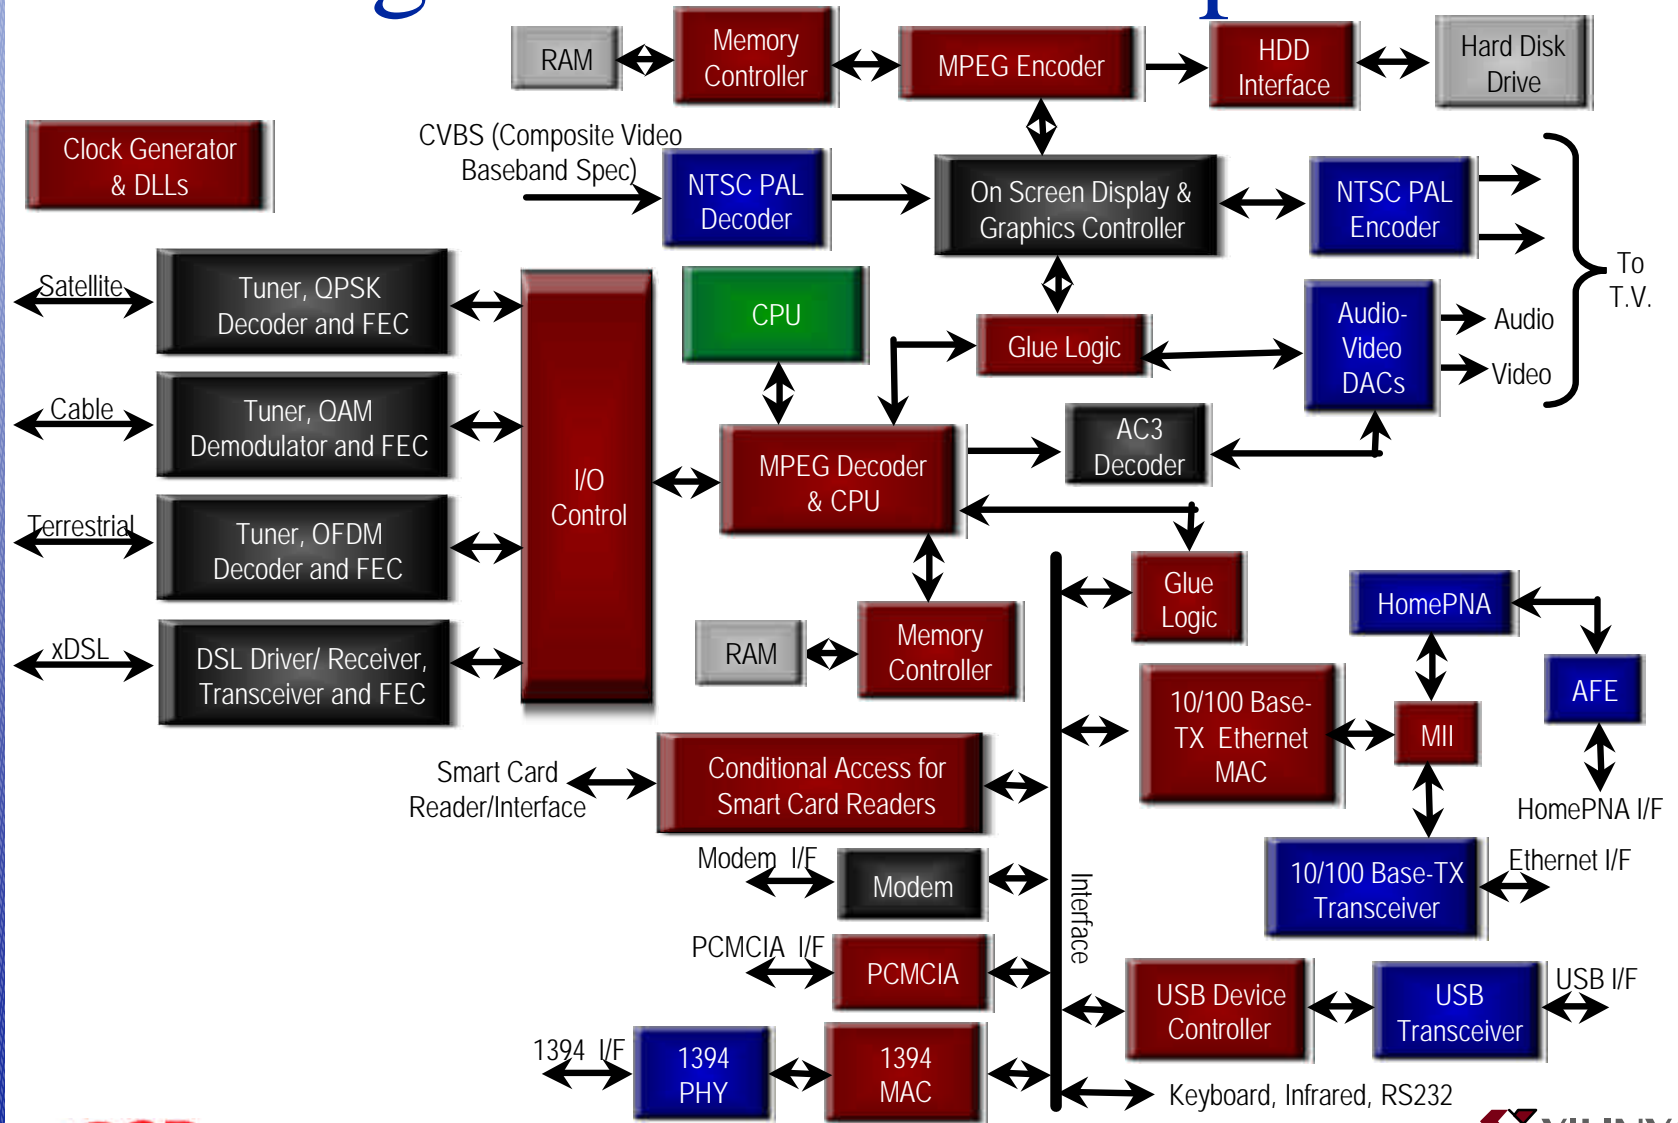 RAM
Memory
Controller
MPEG Encoder
HDD
Interface
Hard Disk
Drive
Clock Generator
& DLLs
CVBS (Composite Video
Baseband Spec)
NTSC PAL
Decoder
On Screen Display &
Graphics Controller
NTSC PAL
Encoder
To
T.V.
Satellite
Tuner, QPSK
Decoder and FEC
CPU
Glue Logic
Audio-
Video
DACs
Audio
Video
Cable
Tuner, QAM
Demodulator and FEC
I/O
Control
MPEG Decoder
& CPU
AC3
Decoder
Terrestrial
Tuner, OFDM
Decoder and FEC
Glue
Logic
HomePNA
xDSL
DSL Driver/ Receiver,
Transceiver and FEC
RAM
Memory
Controller
10/100 Base-
TX Ethernet
MAC
MII
AFE
HomePNA I/F
Smart Card
Reader/Interface
Conditional Access for
Smart Card Readers
Modem I/F
Modem
Interface
10/100 Base-TX
Transceiver
Ethernet I/F
PCMCIA I/F
PCMCIA
USB Device
Controller
USB
Transceiver
USB I/F
1394 I/F
1394
PHY
1394
MAC
Keyboard, Infrared, RS232